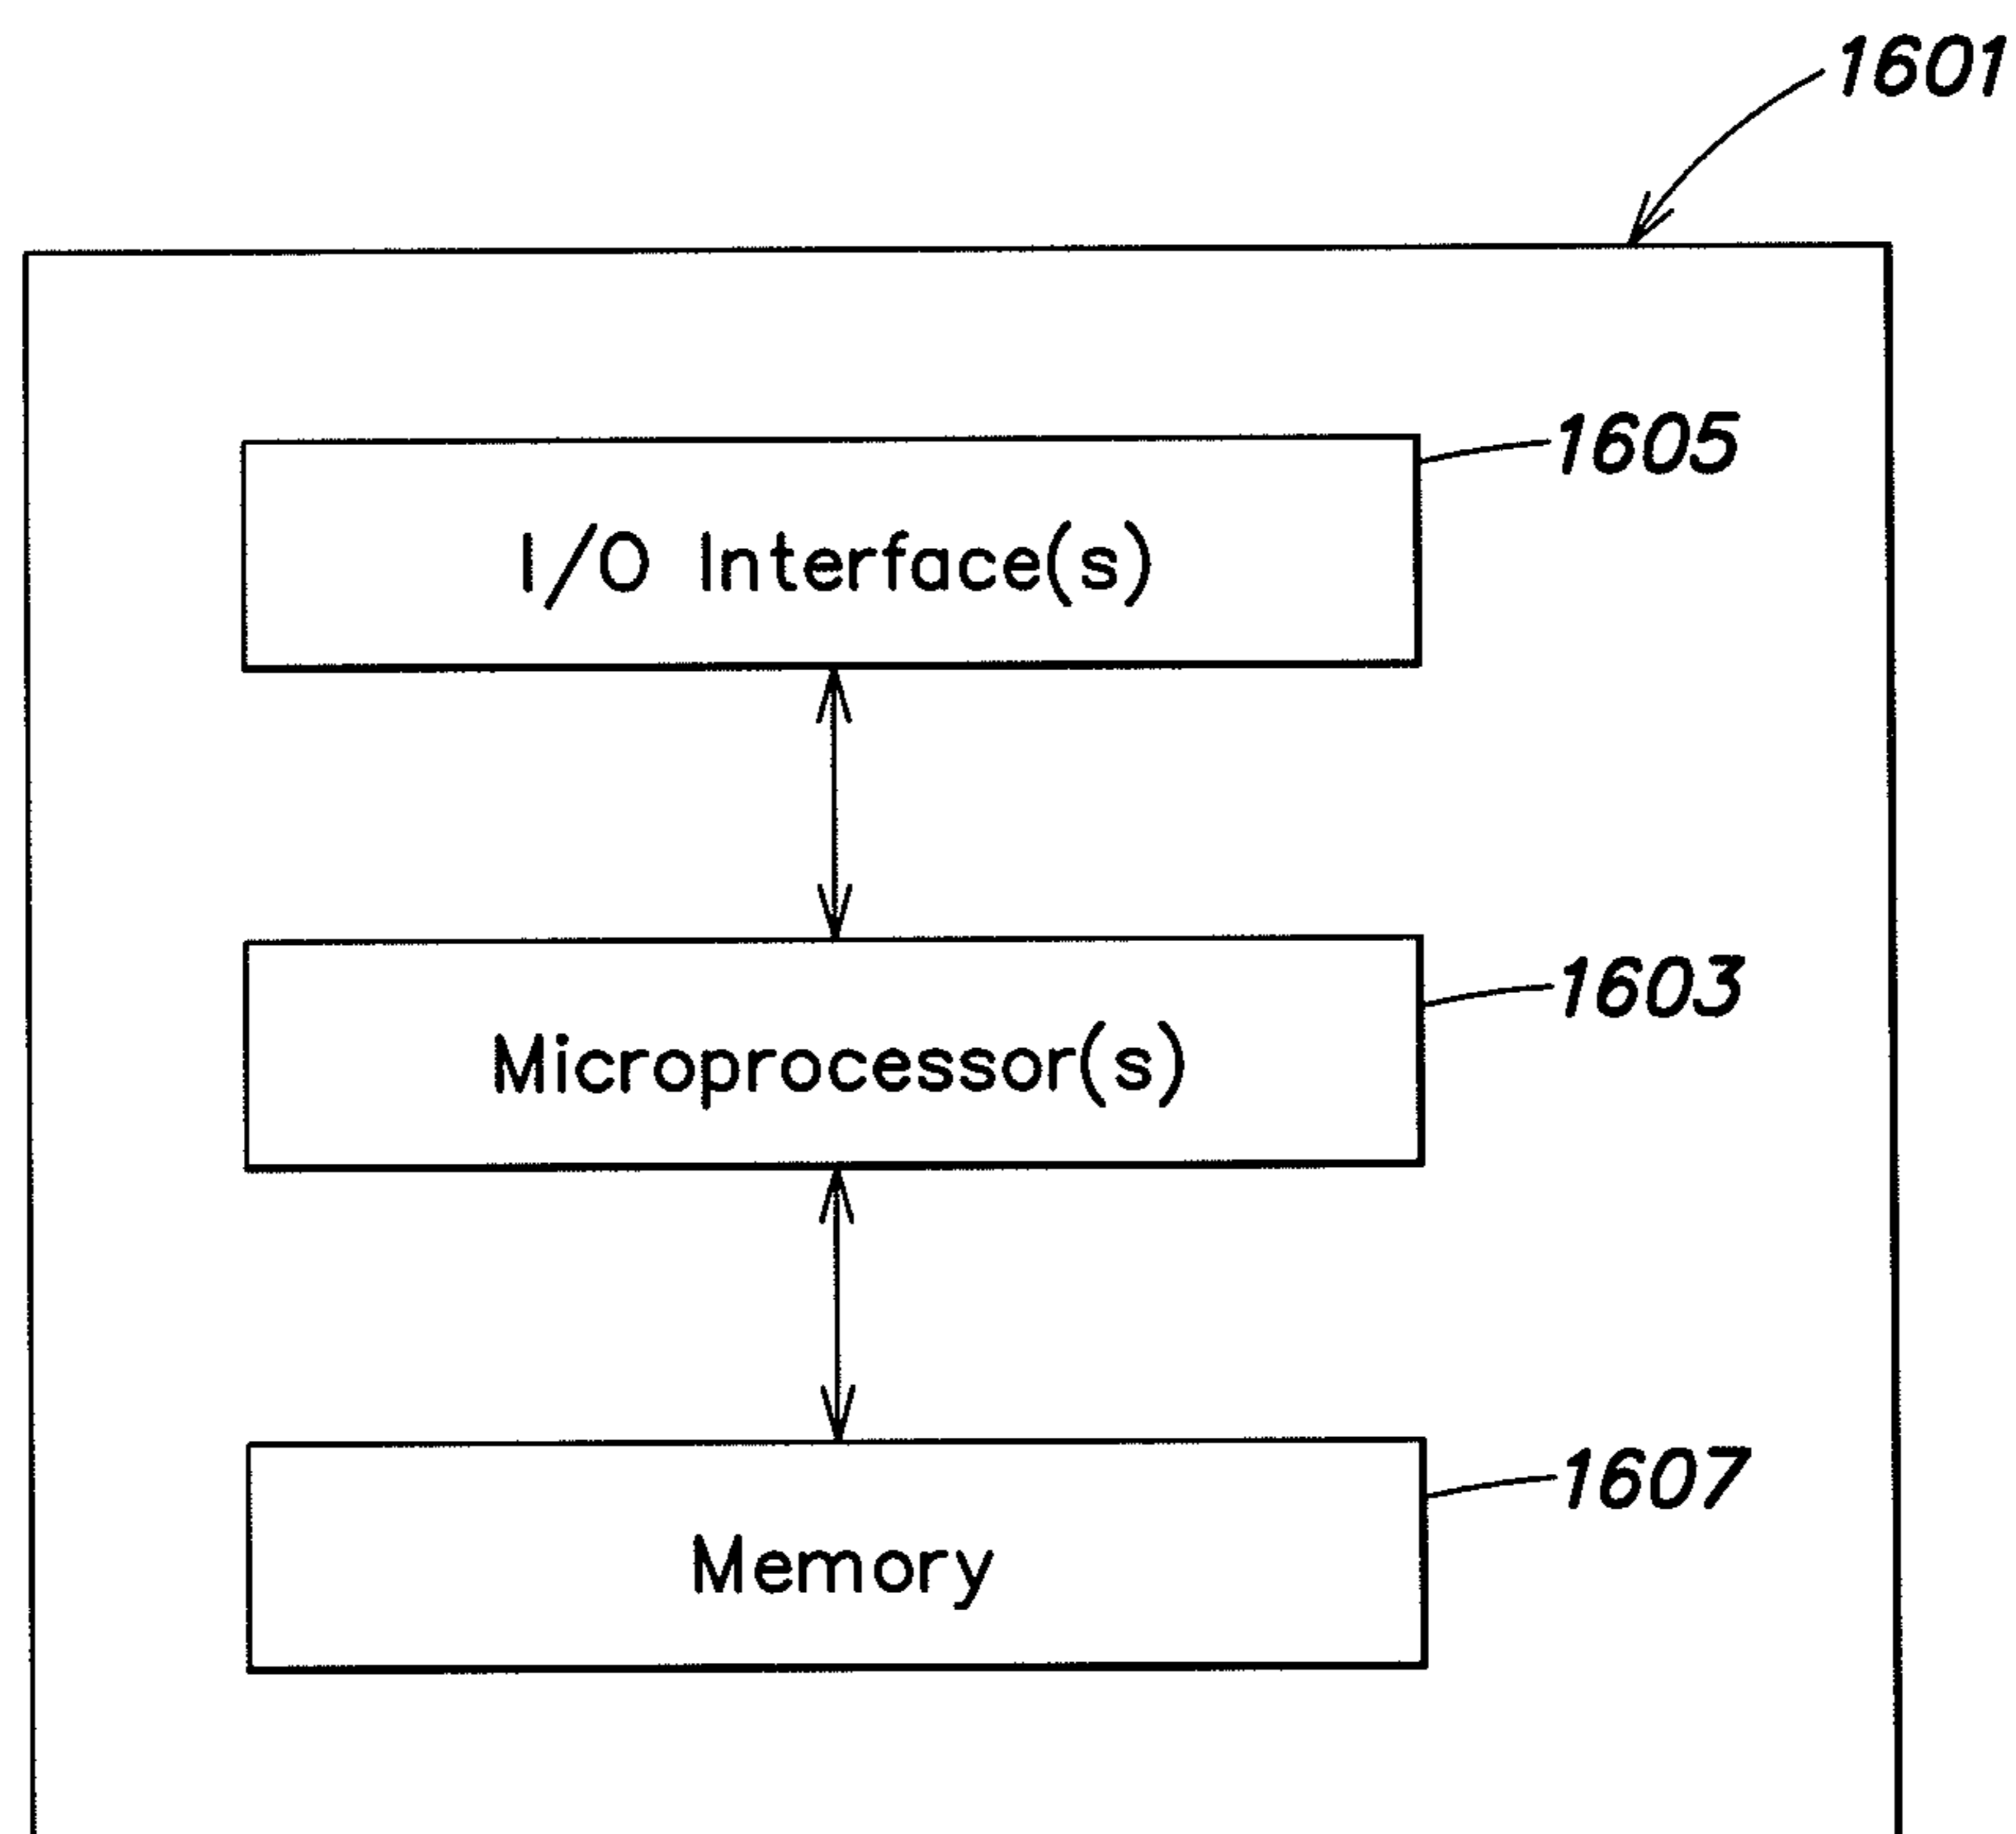 1601
1605
I/O Interface(s)
1603
Microprocessor(s)
1607
Memory